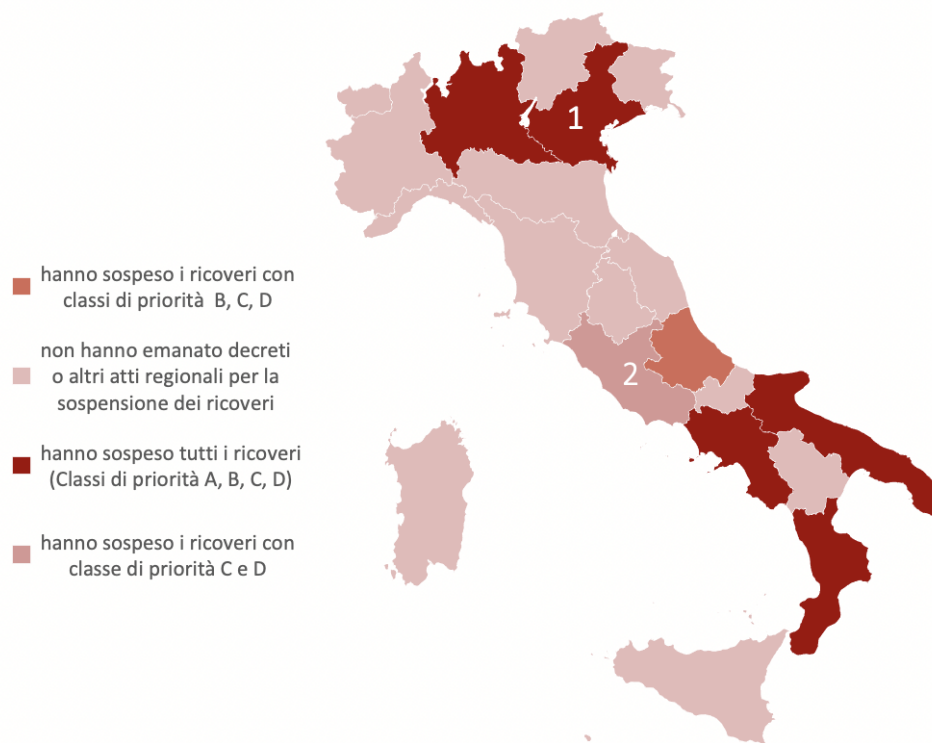 1
hanno sospeso i ricoveri con
classi di priorità B, C, D
non hanno emanato decreti
o altri atti regionali per la
sospensione dei ricoveri
2
hanno sospeso tutti i ricoveri
(Classi di priorità A, B, C, D)
hanno sospeso i ricoveri con
classe di priorità C e D